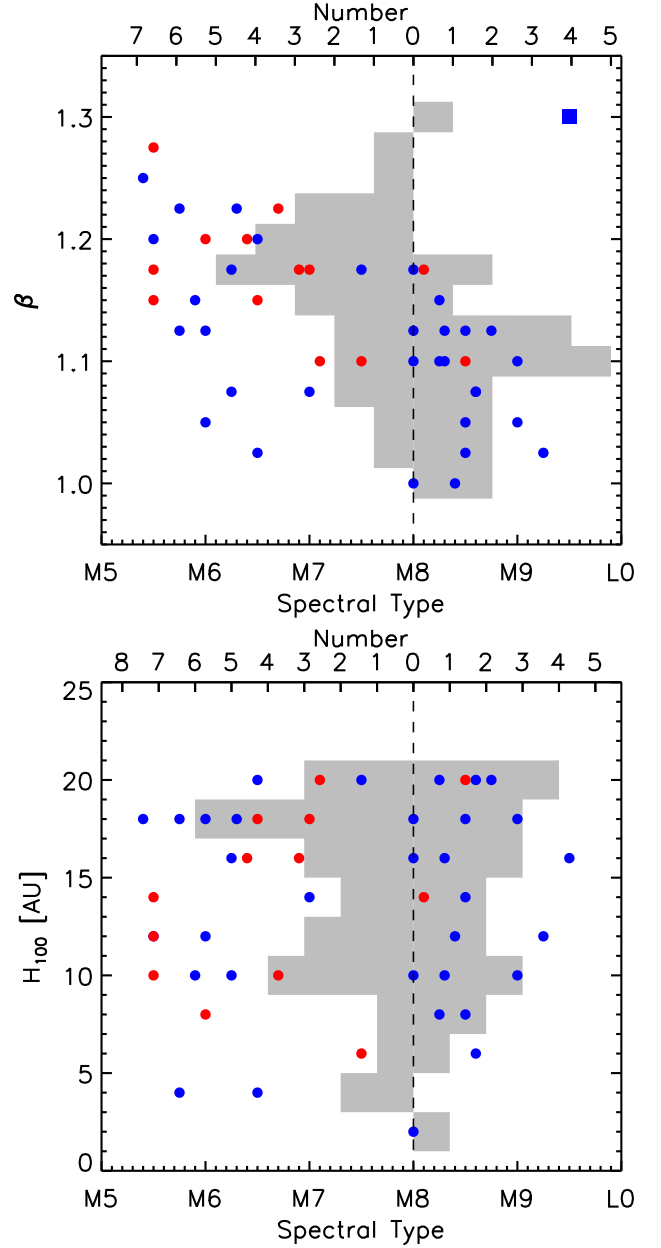 Number
7 6 5 4 3 2 1 0 1 2 3 4 5
1.3
1.2
β
1.1
1.0
M5 M6 M7 M8 M9 L0
Spectral Type
Number
8 7 6 5 4 3 2 1 0 1 2 3 4 5
25
20
15
H100 [AU]
10
5
0
M5 M6 M7 M8 M9 L0
Spectral Type